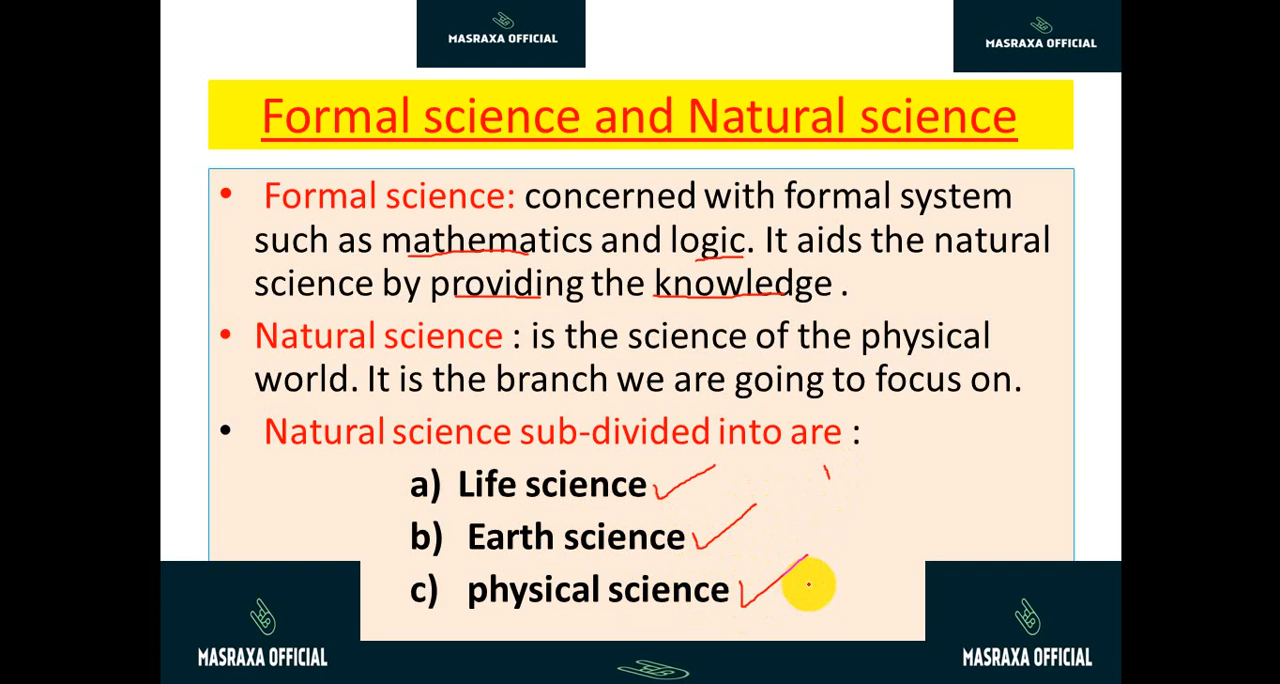 MASRAXA OFFICIAL
MASRAXA OFFICIAL
Formal science and Natural science
• Formal science: concerned with formal system
such as mathematics and logic. It aids the natural
science by providing the knowledge .
• Natural science : is the science of the physical
world. It is the branch we are going to focus on.
• Natural science sub-divided into are :
a) Life science
b) Earth science
c) physical science
MASRAXA OFFICIAL
MASRAXA OFFICIAL